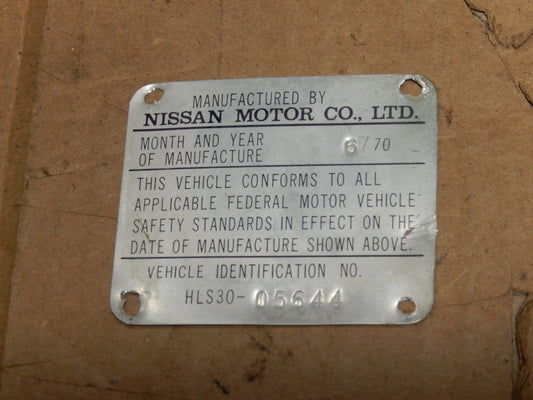 MANUFACTURED BY
NISSAN MOTOR CO., LTD.
MONTH AND YEAR
OF MANUFACTURE 6/70
THIS VEHICLE CONFORMS TO ALL
APPLICABLE FEDERAL MOTOR VEHICLE
SAFETY STANDARDS IN EFFECT ON THE
DATE OF MANUFACTURE SHOWN ABOVE.
VEHICLE IDENTIFICATION NO.
HLS30-05644